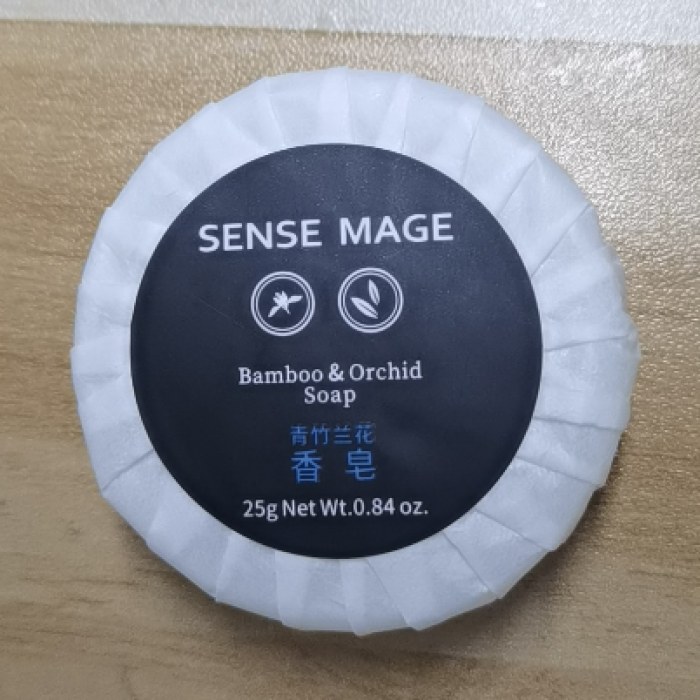 SENSE MAGE
Bamboo & Orchid
Soap
青竹兰花
香皂
25g Net Wt.0.84 oz.